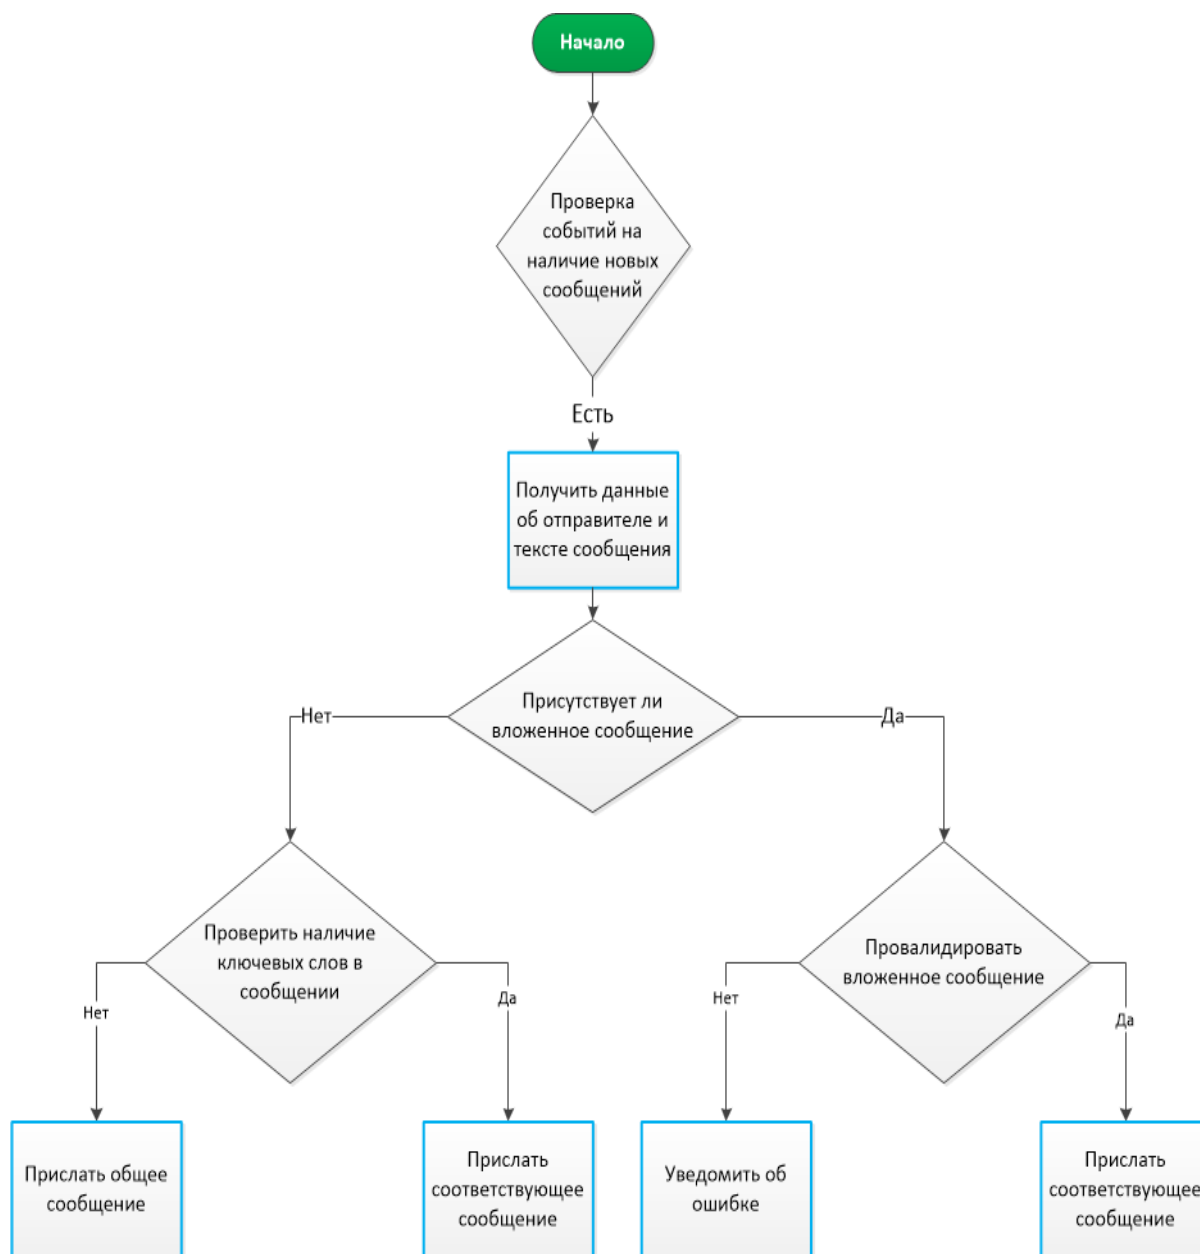 Начало
Проверка
событий на
наличие новых
сообщений
Есть
Получить данные
об отправителе и
тексте сообщения
Присутствует ли
вложенное сообщение
Нет
Да
Проверить наличие
ключевых слов в
сообщении
Провалидировать
вложенное сообщение
Нет
Да
Нет
Да
Прислать общее
сообщение
Прислать
соответствующее
сообщение
Уведомить об
ошибке
Прислать
соответствующее
сообщение